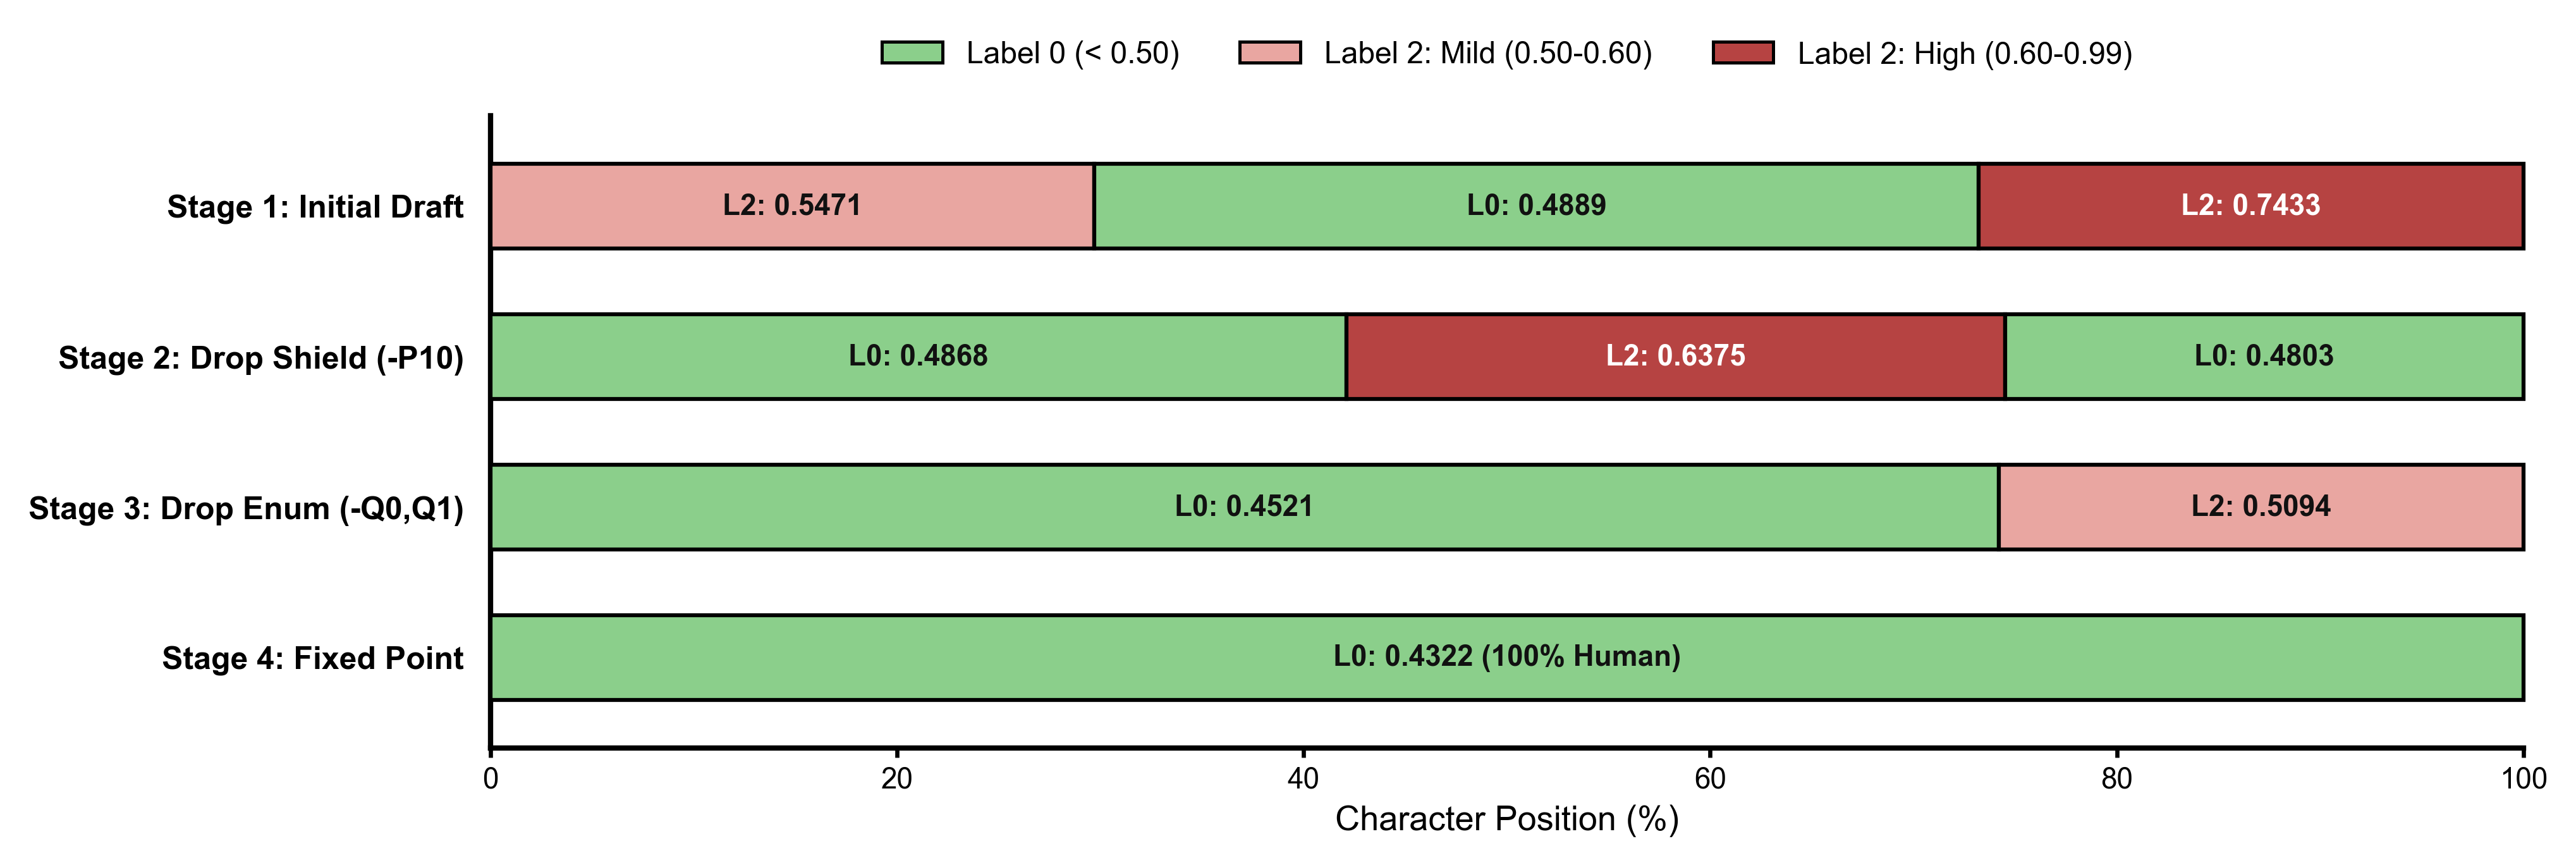 Label 0 (< 0.50) Label 2: Mild (0.50-0.60) Label 2: High (0.60-0.99)
Stage 1: Initial Draft L2: 0.5471 L0: 0.4889 L2: 0.7433
Stage 2: Drop Shield (-P10) L0: 0.4868 L2: 0.6375 L0: 0.4803
Stage 3: Drop Enum (-Q0,Q1) L0: 0.4521 L2: 0.5094
Stage 4: Fixed Point L0: 0.4322 (100% Human)
0 20 40 60 80 100
Character Position (%)